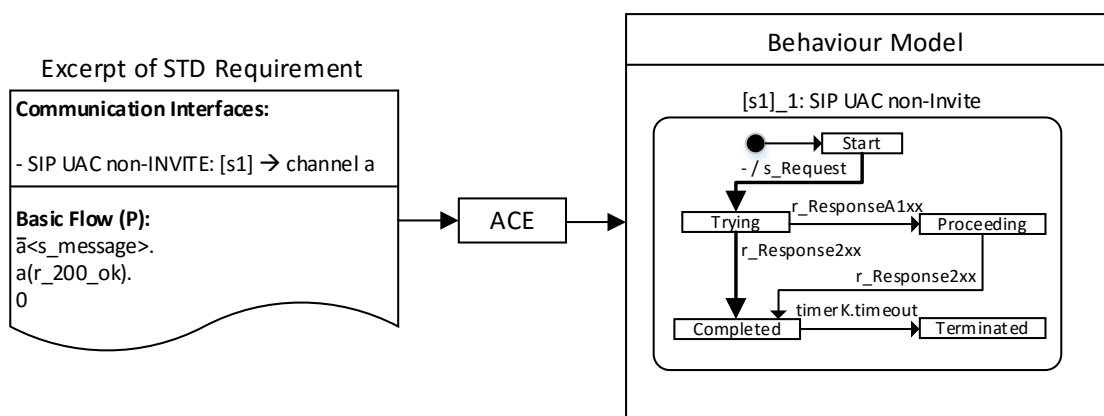 Excerpt of STD Requirement
Communication Interfaces:
- SIP UAC non-INVITE: [s1] → channel a
Basic Flow (P):
a̅<s_message>.
a(r_200_ok).
0
ACE
Behaviour Model
[s1]_1: SIP UAC non-Invite
Start
- / s_Request
Trying
r_ResponseA1xx
Proceeding
r_Response2xx
r_Response2xx
Completed
timerK.timeout
Terminated